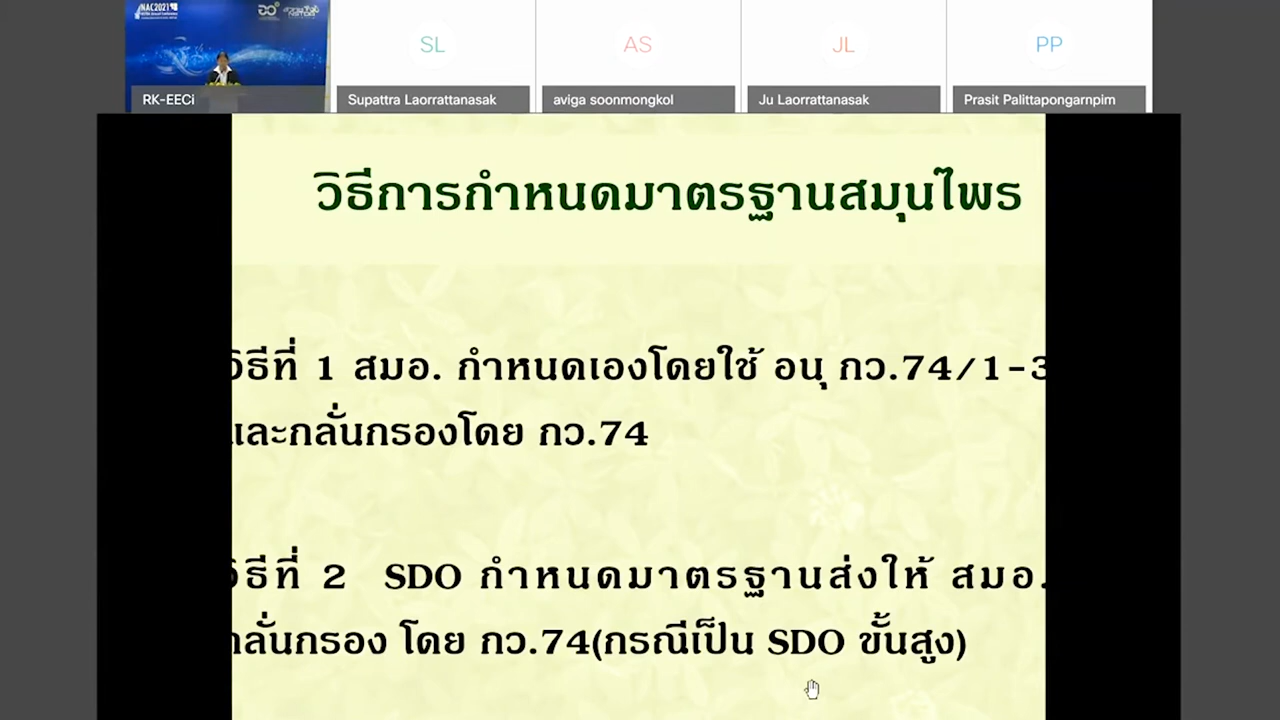 NAC2021
SL
AS
JL
PP
RK-EECi
Supattra Laorrattanasak
aviga soonmongkol
Ju Laorrattanasak
Prasit Palittapongarnpim
วิธีการกำหนดมาตรฐานสมุนไพร
วิธีที่ 1 สมอ. กำหนดเองโดยใช้ อนุ กว.74/1-3
และกลั่นกรองโดย กว.74
วิธีที่ 2 SDO กำหนดมาตรฐานส่งให้ สมอ.
กลั่นกรอง โดย กว.74(กรณีเป็น SDO ขั้นสูง)